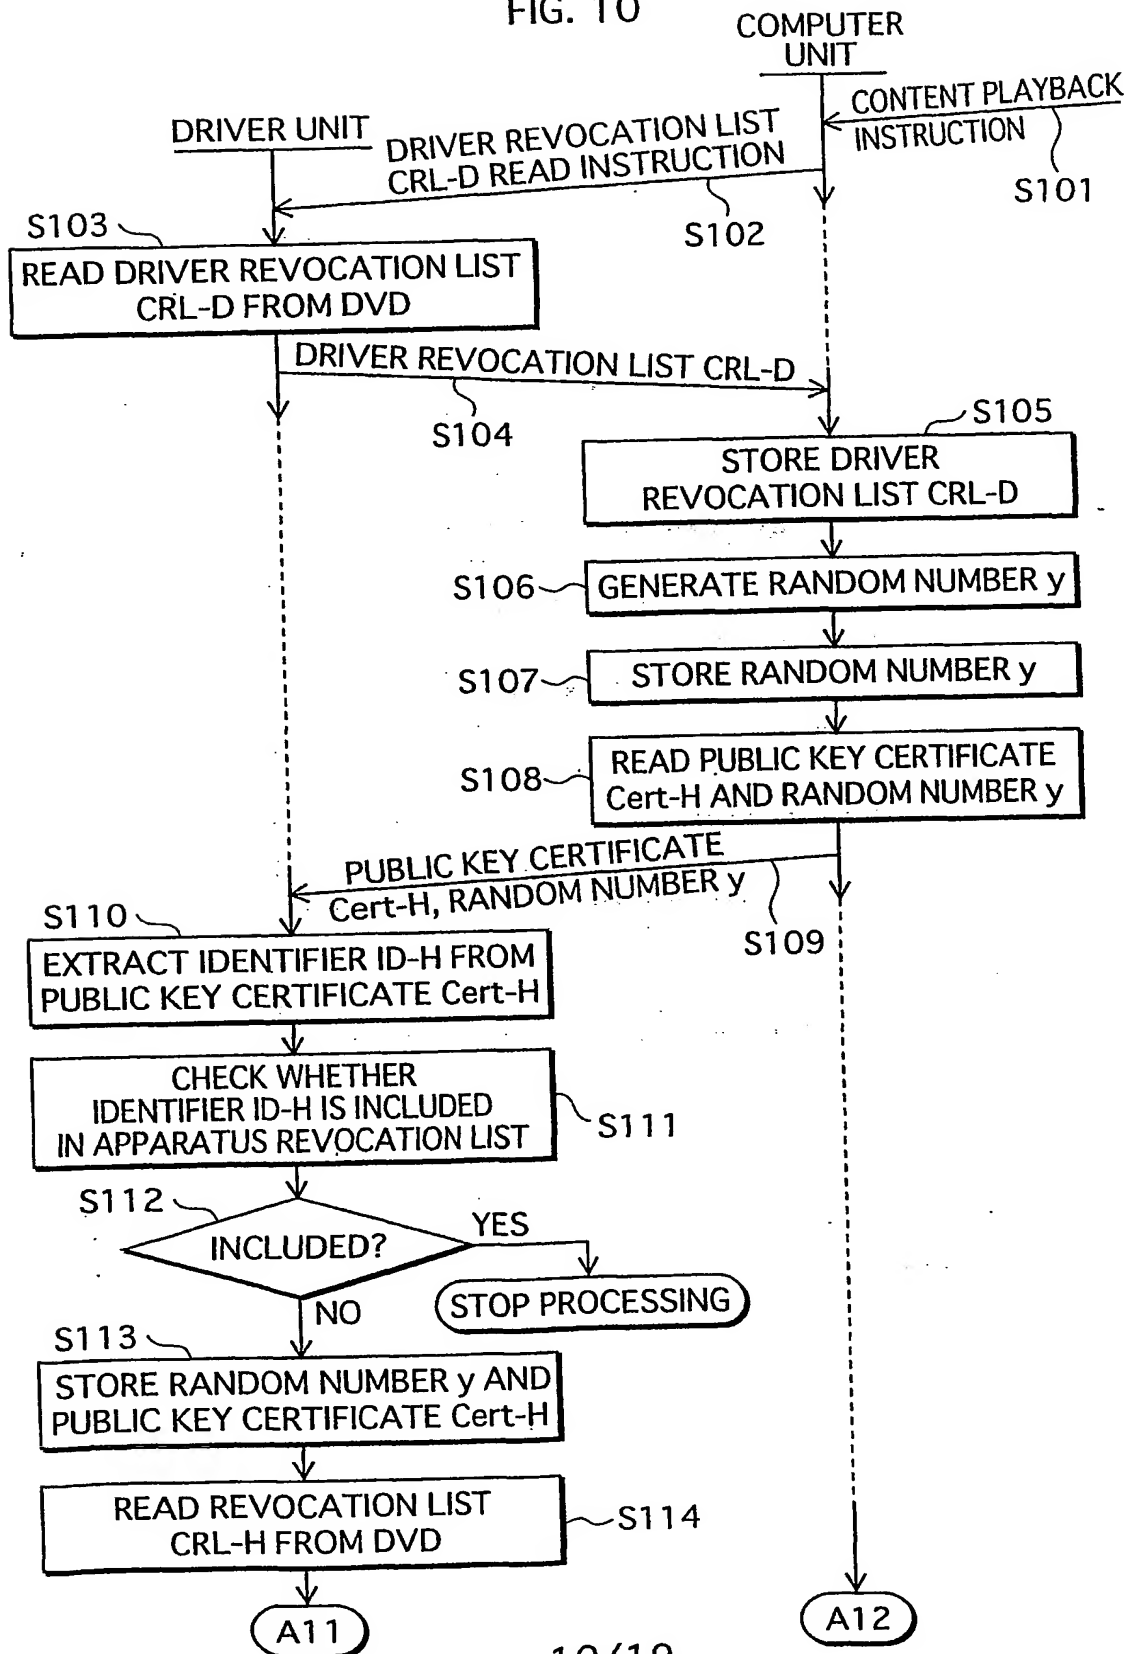 FIG. 10
COMPUTER
UNIT
CONTENT PLAYBACK
INSTRUCTION
S101
DRIVER UNIT
DRIVER REVOCATION LIST
CRL-D READ INSTRUCTION
S102
S103
READ DRIVER REVOCATION LIST
CRL-D FROM DVD
DRIVER REVOCATION LIST CRL-D
S104
S105
STORE DRIVER
REVOCATION LIST CRL-D
S106
GENERATE RANDOM NUMBER y
S107
STORE RANDOM NUMBER y
S108
READ PUBLIC KEY CERTIFICATE
Cert-H AND RANDOM NUMBER y
PUBLIC KEY CERTIFICATE
Cert-H, RANDOM NUMBER y
S109
S110
EXTRACT IDENTIFIER ID-H FROM
PUBLIC KEY CERTIFICATE Cert-H
CHECK WHETHER
IDENTIFIER ID-H IS INCLUDED
IN APPARATUS REVOCATION LIST
S111
S112
INCLUDED?
YES
STOP PROCESSING
NO
S113
STORE RANDOM NUMBER y AND
PUBLIC KEY CERTIFICATE Cert-H
READ REVOCATION LIST
CRL-H FROM DVD
S114
A11
A12
10/19